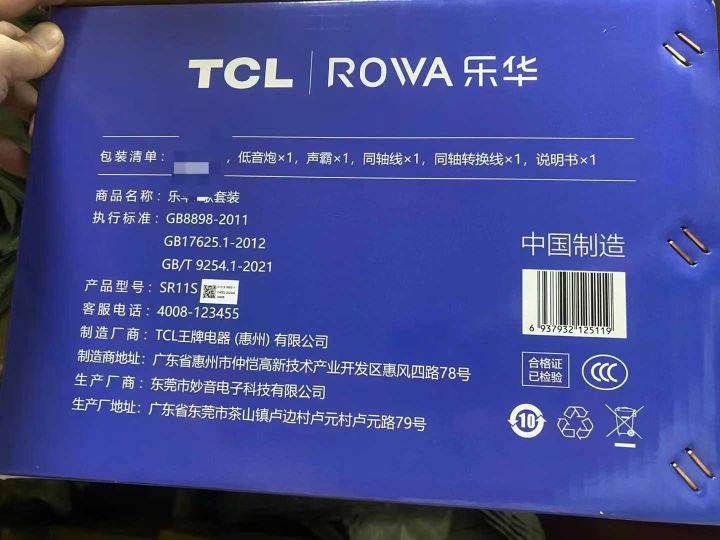 TCL | ROWA 乐华
包装清单： ，低音炮×1，声霸×1，同轴线×1，同轴转换线×1，说明书×1
商品名称：乐 套装
执行标准：GB8898-2011
GB17625.1-2012
GB/T 9254.1-2021
产品型号：SR11S
客服电话：4008-123455
制造厂商：TCL王牌电器 (惠州) 有限公司
制造商地址：广东省惠州市仲恺高新技术产业开发区惠风四路78号
生产厂商：东莞市妙音电子科技有限公司
生产厂地址：广东省东莞市茶山镇卢边村卢元村卢元路79号
中国制造
6 937932 125119
合格证
已检验
CCC
10